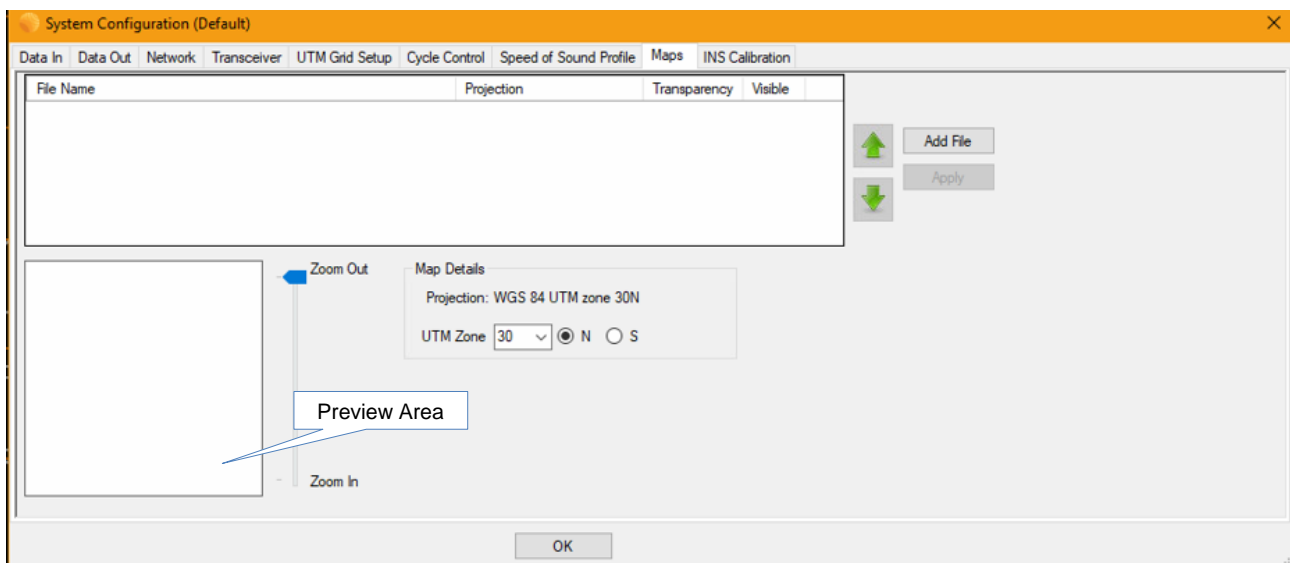 System Configuration (Default)
Data In Data Out Network Transceiver UTM Grid Setup Cycle Control Speed of Sound Profile Maps INS Calibration
File Name Projection Transparency Visible
Add File
Apply
Zoom Out
Map Details
Projection: WGS 84 UTM zone 30N
UTM Zone 30 N S
Preview Area
Zoom In
OK